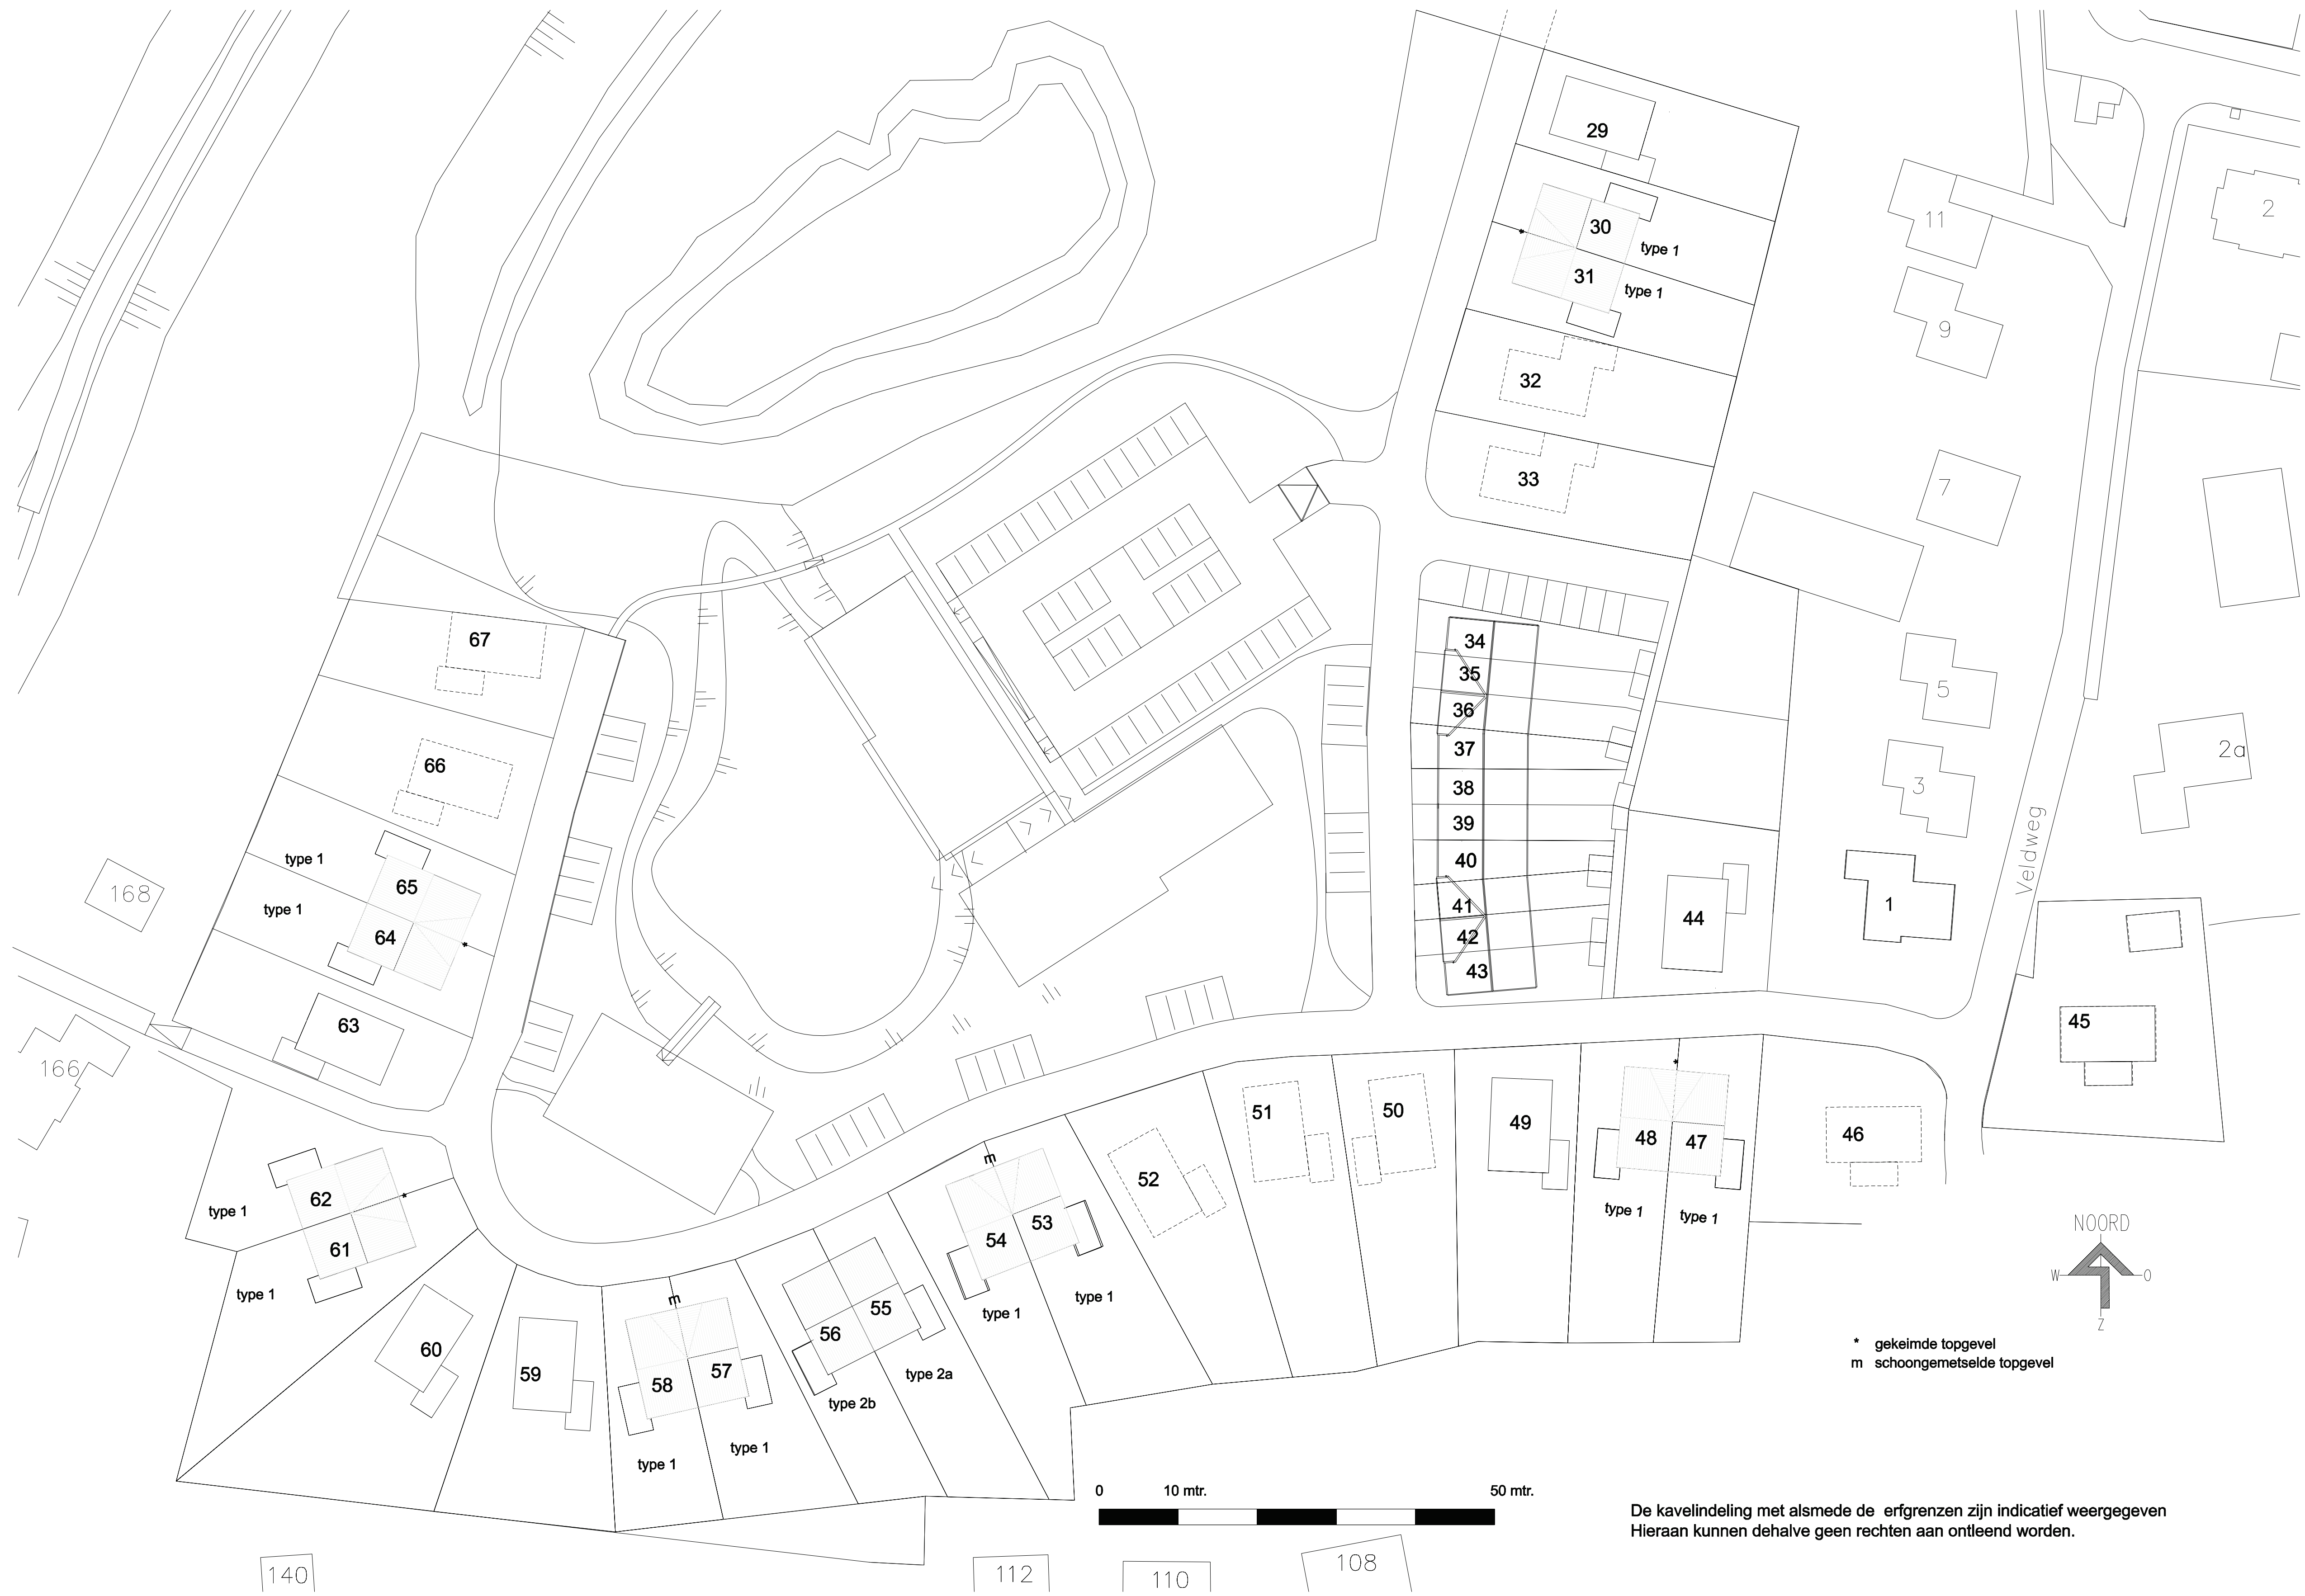 29
30
type 1
31
type 1
32
33
11
9
7
5
3
1
2
2a
Veldweg
34
35
36
37
38
39
40
41
42
43
44
45
46
47
48
type 1
type 1
49
50
51
52
53
54
type 1
type 1
55
56
type 2a
type 2b
57
58
type 1
type 1
59
60
61
62
type 1
type 1
63
64
65
type 1
type 1
66
67
168
166
m
m
*
*
*
*
NOORD
W
O
Z
* gekeimde topgevel
m schoongemetselde topgevel
0 10 mtr. 50 mtr.
De kavelindeling met alsmede de erfgrenzen zijn indicatief weergegeven
Hieraan kunnen dehalve geen rechten aan ontleend worden.
140
112
110
108